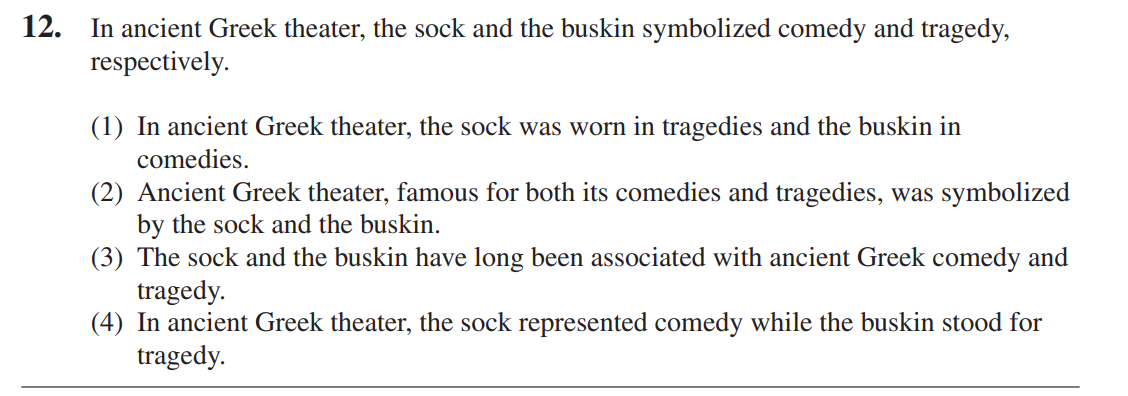 12. In ancient Greek theater, the sock and the buskin symbolized comedy and tragedy,
respectively.
(1) In ancient Greek theater, the sock was worn in tragedies and the buskin in
comedies.
(2) Ancient Greek theater, famous for both its comedies and tragedies, was symbolized
by the sock and the buskin.
(3) The sock and the buskin have long been associated with ancient Greek comedy and
tragedy.
(4) In ancient Greek theater, the sock represented comedy while the buskin stood for
tragedy.